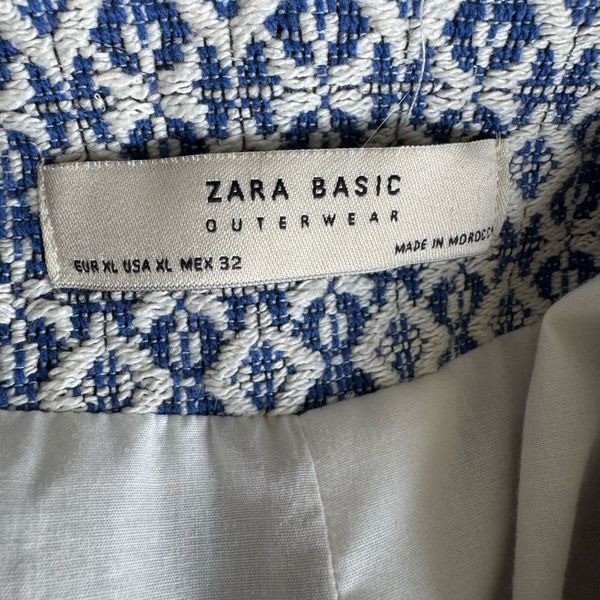 ZARA BASIC
OUTERWEAR
EUR XL USA XL MEX 32
MADE IN MOROCCO